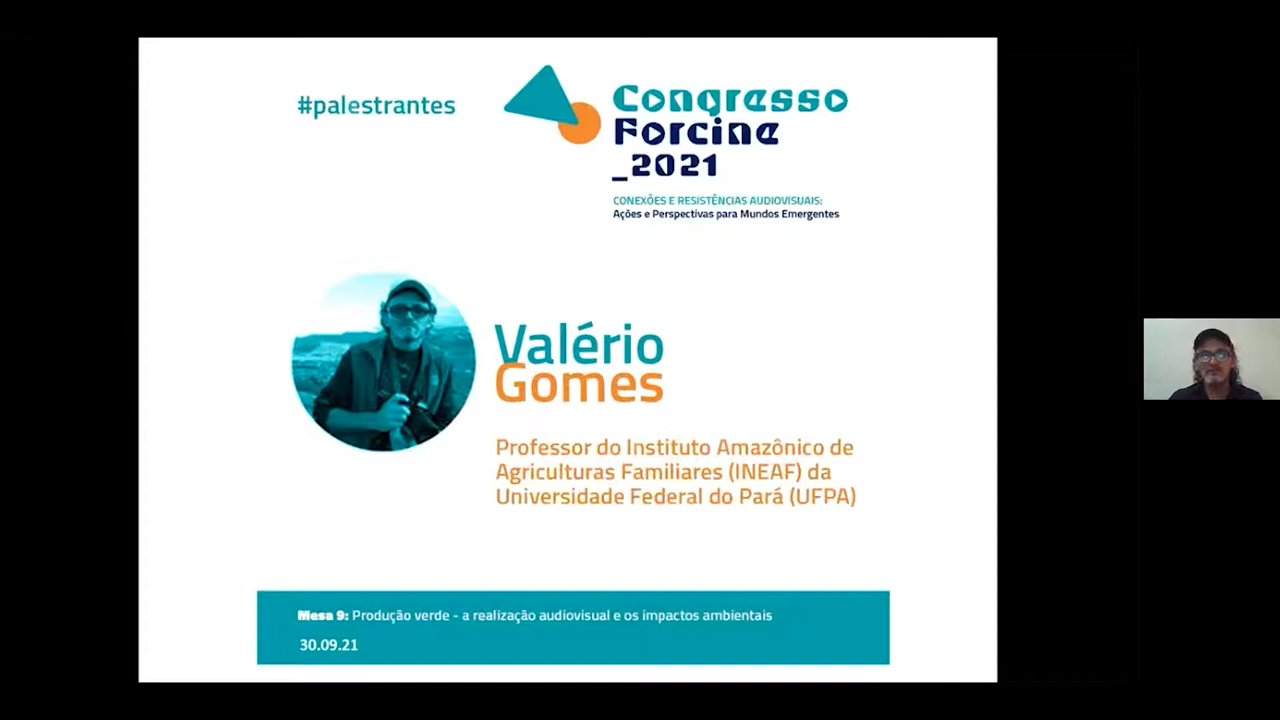 #palestrantes
Congresso
Forcine
_2021
CONEXÕES E RESISTÊNCIAS AUDIOVISUAIS:
Ações e Perspectivas para Mundos Emergentes
Valério
Gomes
Professor do Instituto Amazônico de
Agriculturas Familiares (INEAF) da
Universidade Federal do Pará (UFPA)
Mesa 9: Produção verde - a realização audiovisual e os impactos ambientais
30.09.21